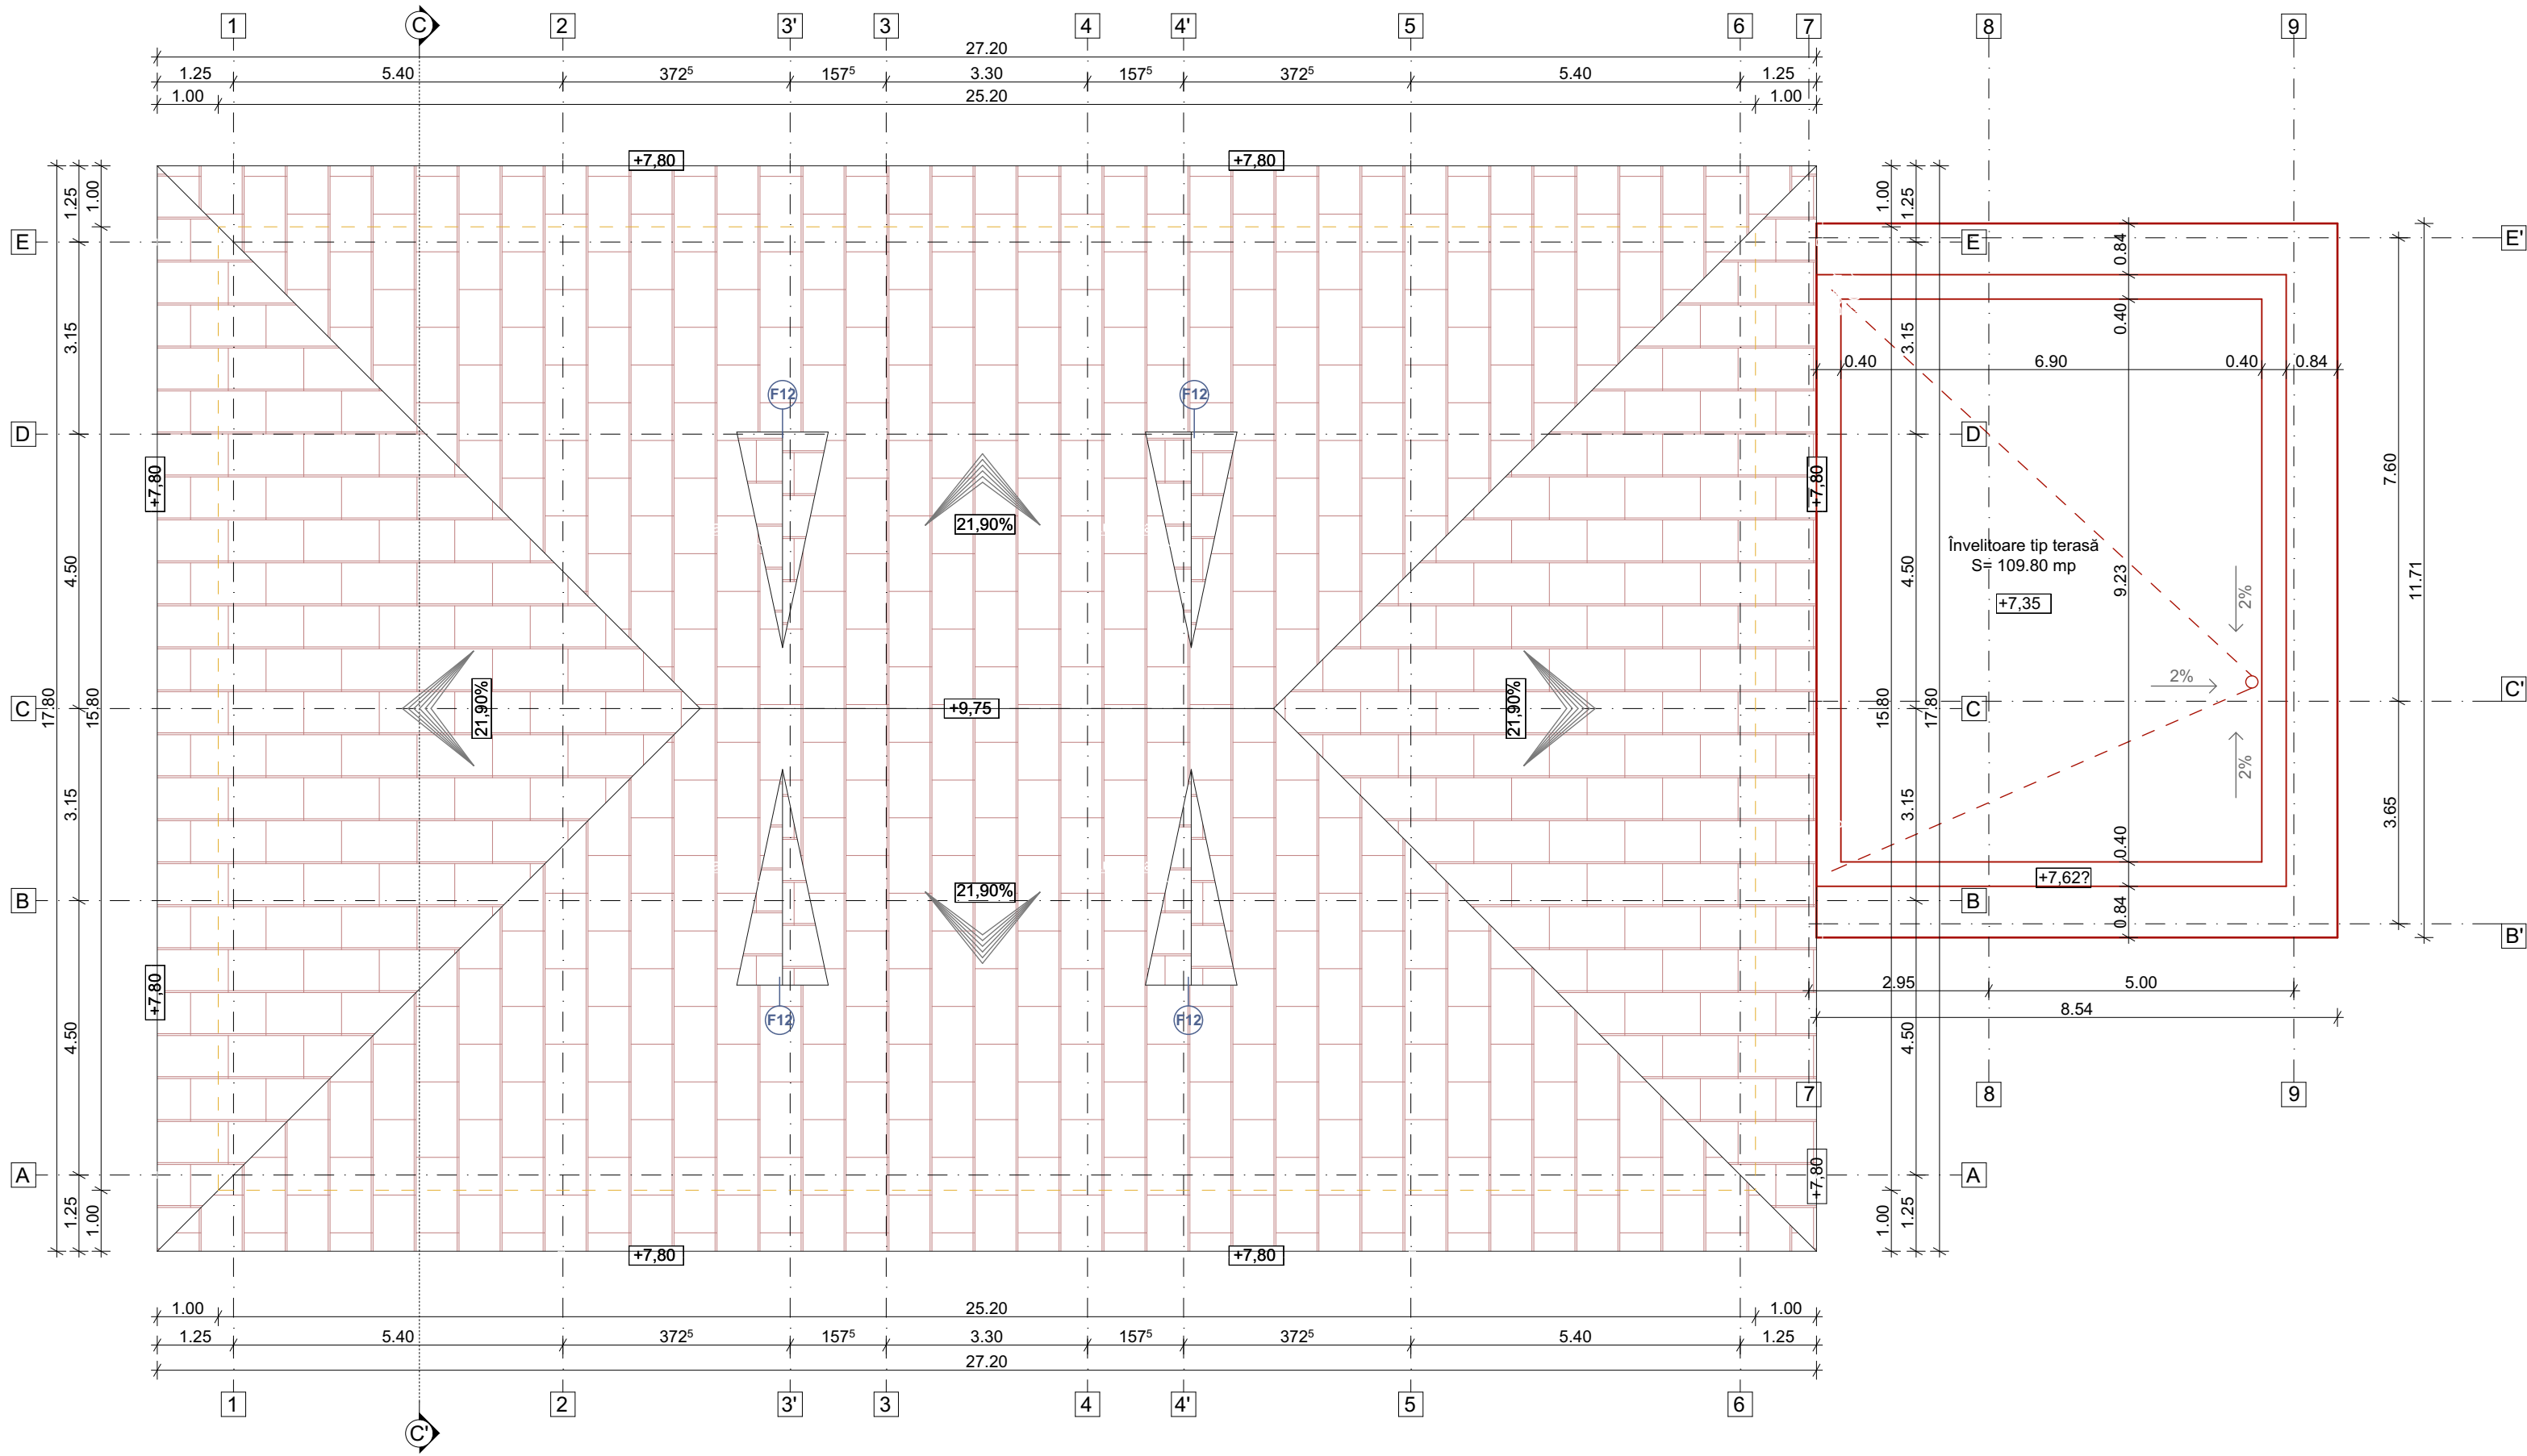 1 C 2 3' 3 4 4' 5 6 7 8 9
27.20
1.25 5.40 372⁵ 157⁵ 3.30 157⁵ 372⁵ 5.40 1.25
1.00 25.20 1.00
+7,80 +7,80
1.25 1.00 1.00 1.25
E E E'
0.84
3.15 3.15 0.40
0.40 6.90 0.40 0.84
F12 F12
D D
+7,80 +7,80 7.60
21,90%
Învelitoare tip terasă
S= 109.80 mp
4.50 4.50 9.23 11.71
+7,35
2%
2%
17.80 15.80 21,90% +9,75 21,90% 15.80 17.80
C C C'
2%
3.15 3.15 0.40 3.65
+7,62?
21,90%
B B 0.84
B'
+7,80
2.95 5.00
8.54
F12 F12
4.50 4.50
7 8 9
A A
+7,80
1.25 1.00 1.00 1.25
+7,80 +7,80
1.00 25.20 1.00
1.25 5.40 372⁵ 157⁵ 3.30 157⁵ 372⁵ 5.40 1.25
27.20
1 2 3' 3 4 4' 5 6
C'